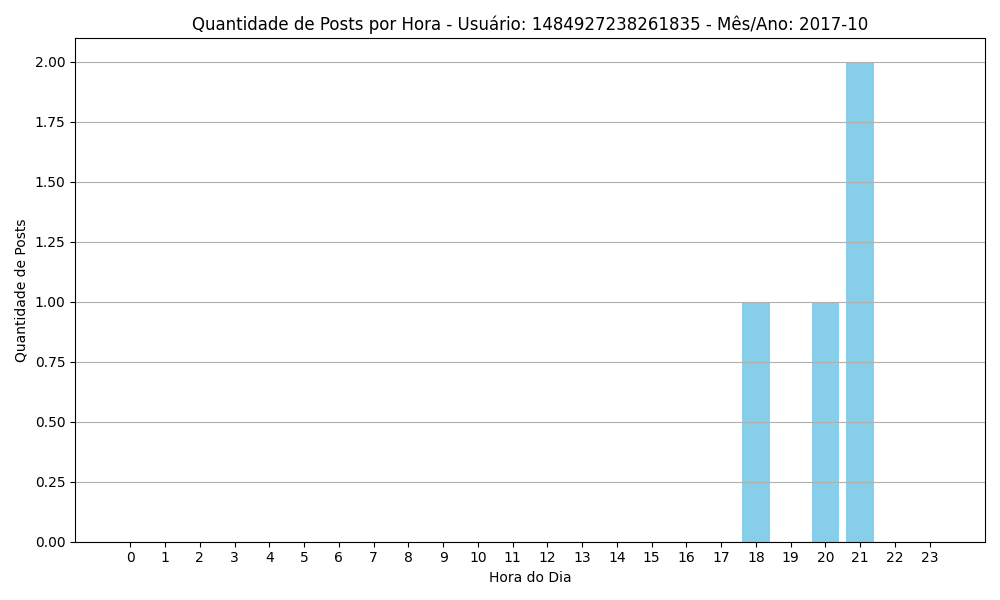 Quantidade de Posts por Hora - Usuário: 1484927238261835 - Mês/Ano: 2017-10
Quantidade de Posts
2.00
1.75
1.50
1.25
1.00
0.75
0.50
0.25
0.00
0 1 2 3 4 5 6 7 8 9 10 11 12 13 14 15 16 17 18 19 20 21 22 23
Hora do Dia